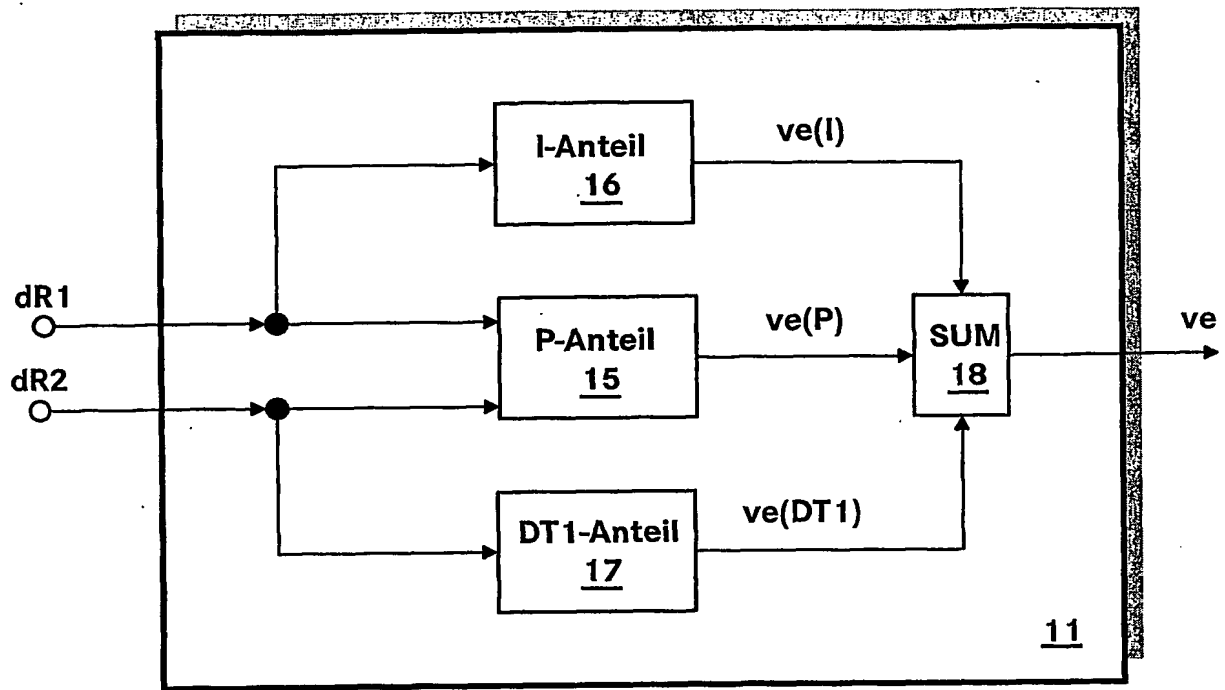 I-Anteil
16
ve(I)
dR1
dR2
P-Anteil
15
ve(P)
SUM
18
ve
DT1-Anteil
17
ve(DT1)
11